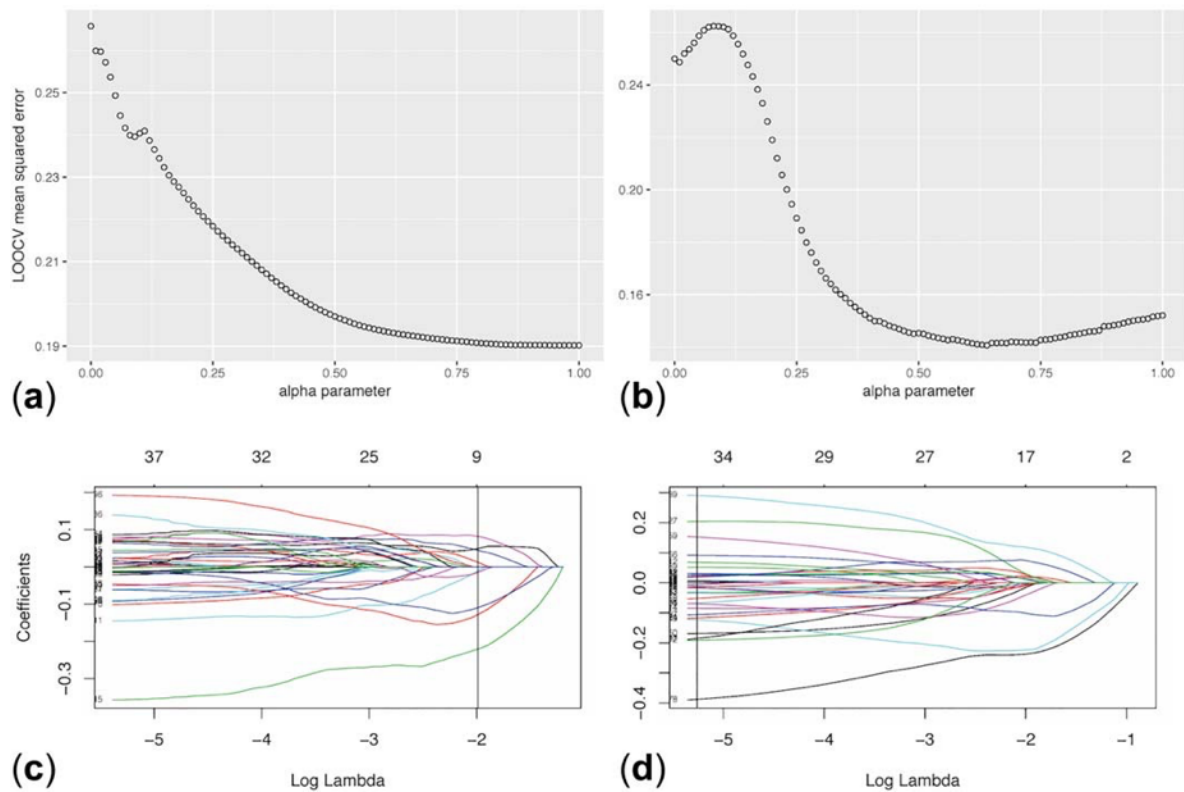 LOOCV mean squared error
0.25
0.23
0.21
0.19
0.00 0.25 0.50 0.75 1.00
alpha parameter
(a)
0.24
0.20
0.16
0.00 0.25 0.50 0.75 1.00
alpha parameter
(b)
37 32 25 9
Coefficients
0.1
−0.1
−0.3
−5 −4 −3 −2
Log Lambda
(c)
34 29 27 17 2
0.2
0.0
−0.2
−0.4
−5 −4 −3 −2 −1
Log Lambda
(d)